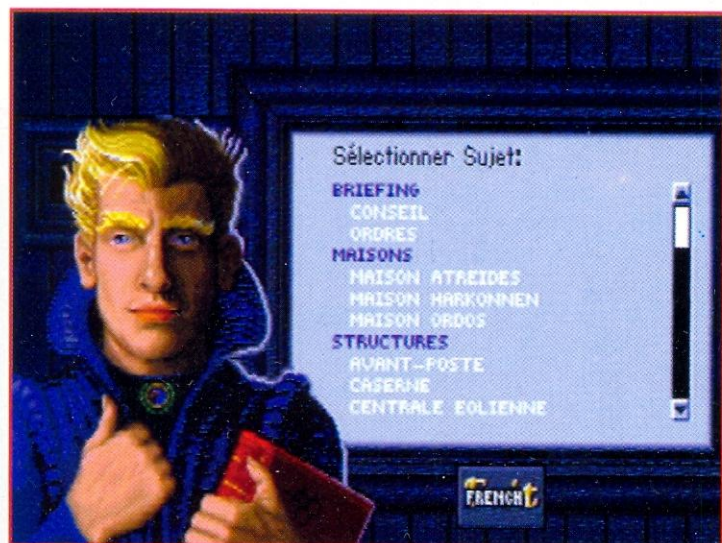 Sélectionner Sujet:
BRIEFING
CONSEIL
ORDRES
MAISONS
MAISON ATREIDES
MAISON HARKONNEN
MAISON ORDOS
STRUCTURES
AVANT-POSTE
CASERNE
CENTRALE EOLIENNE
FRENCH